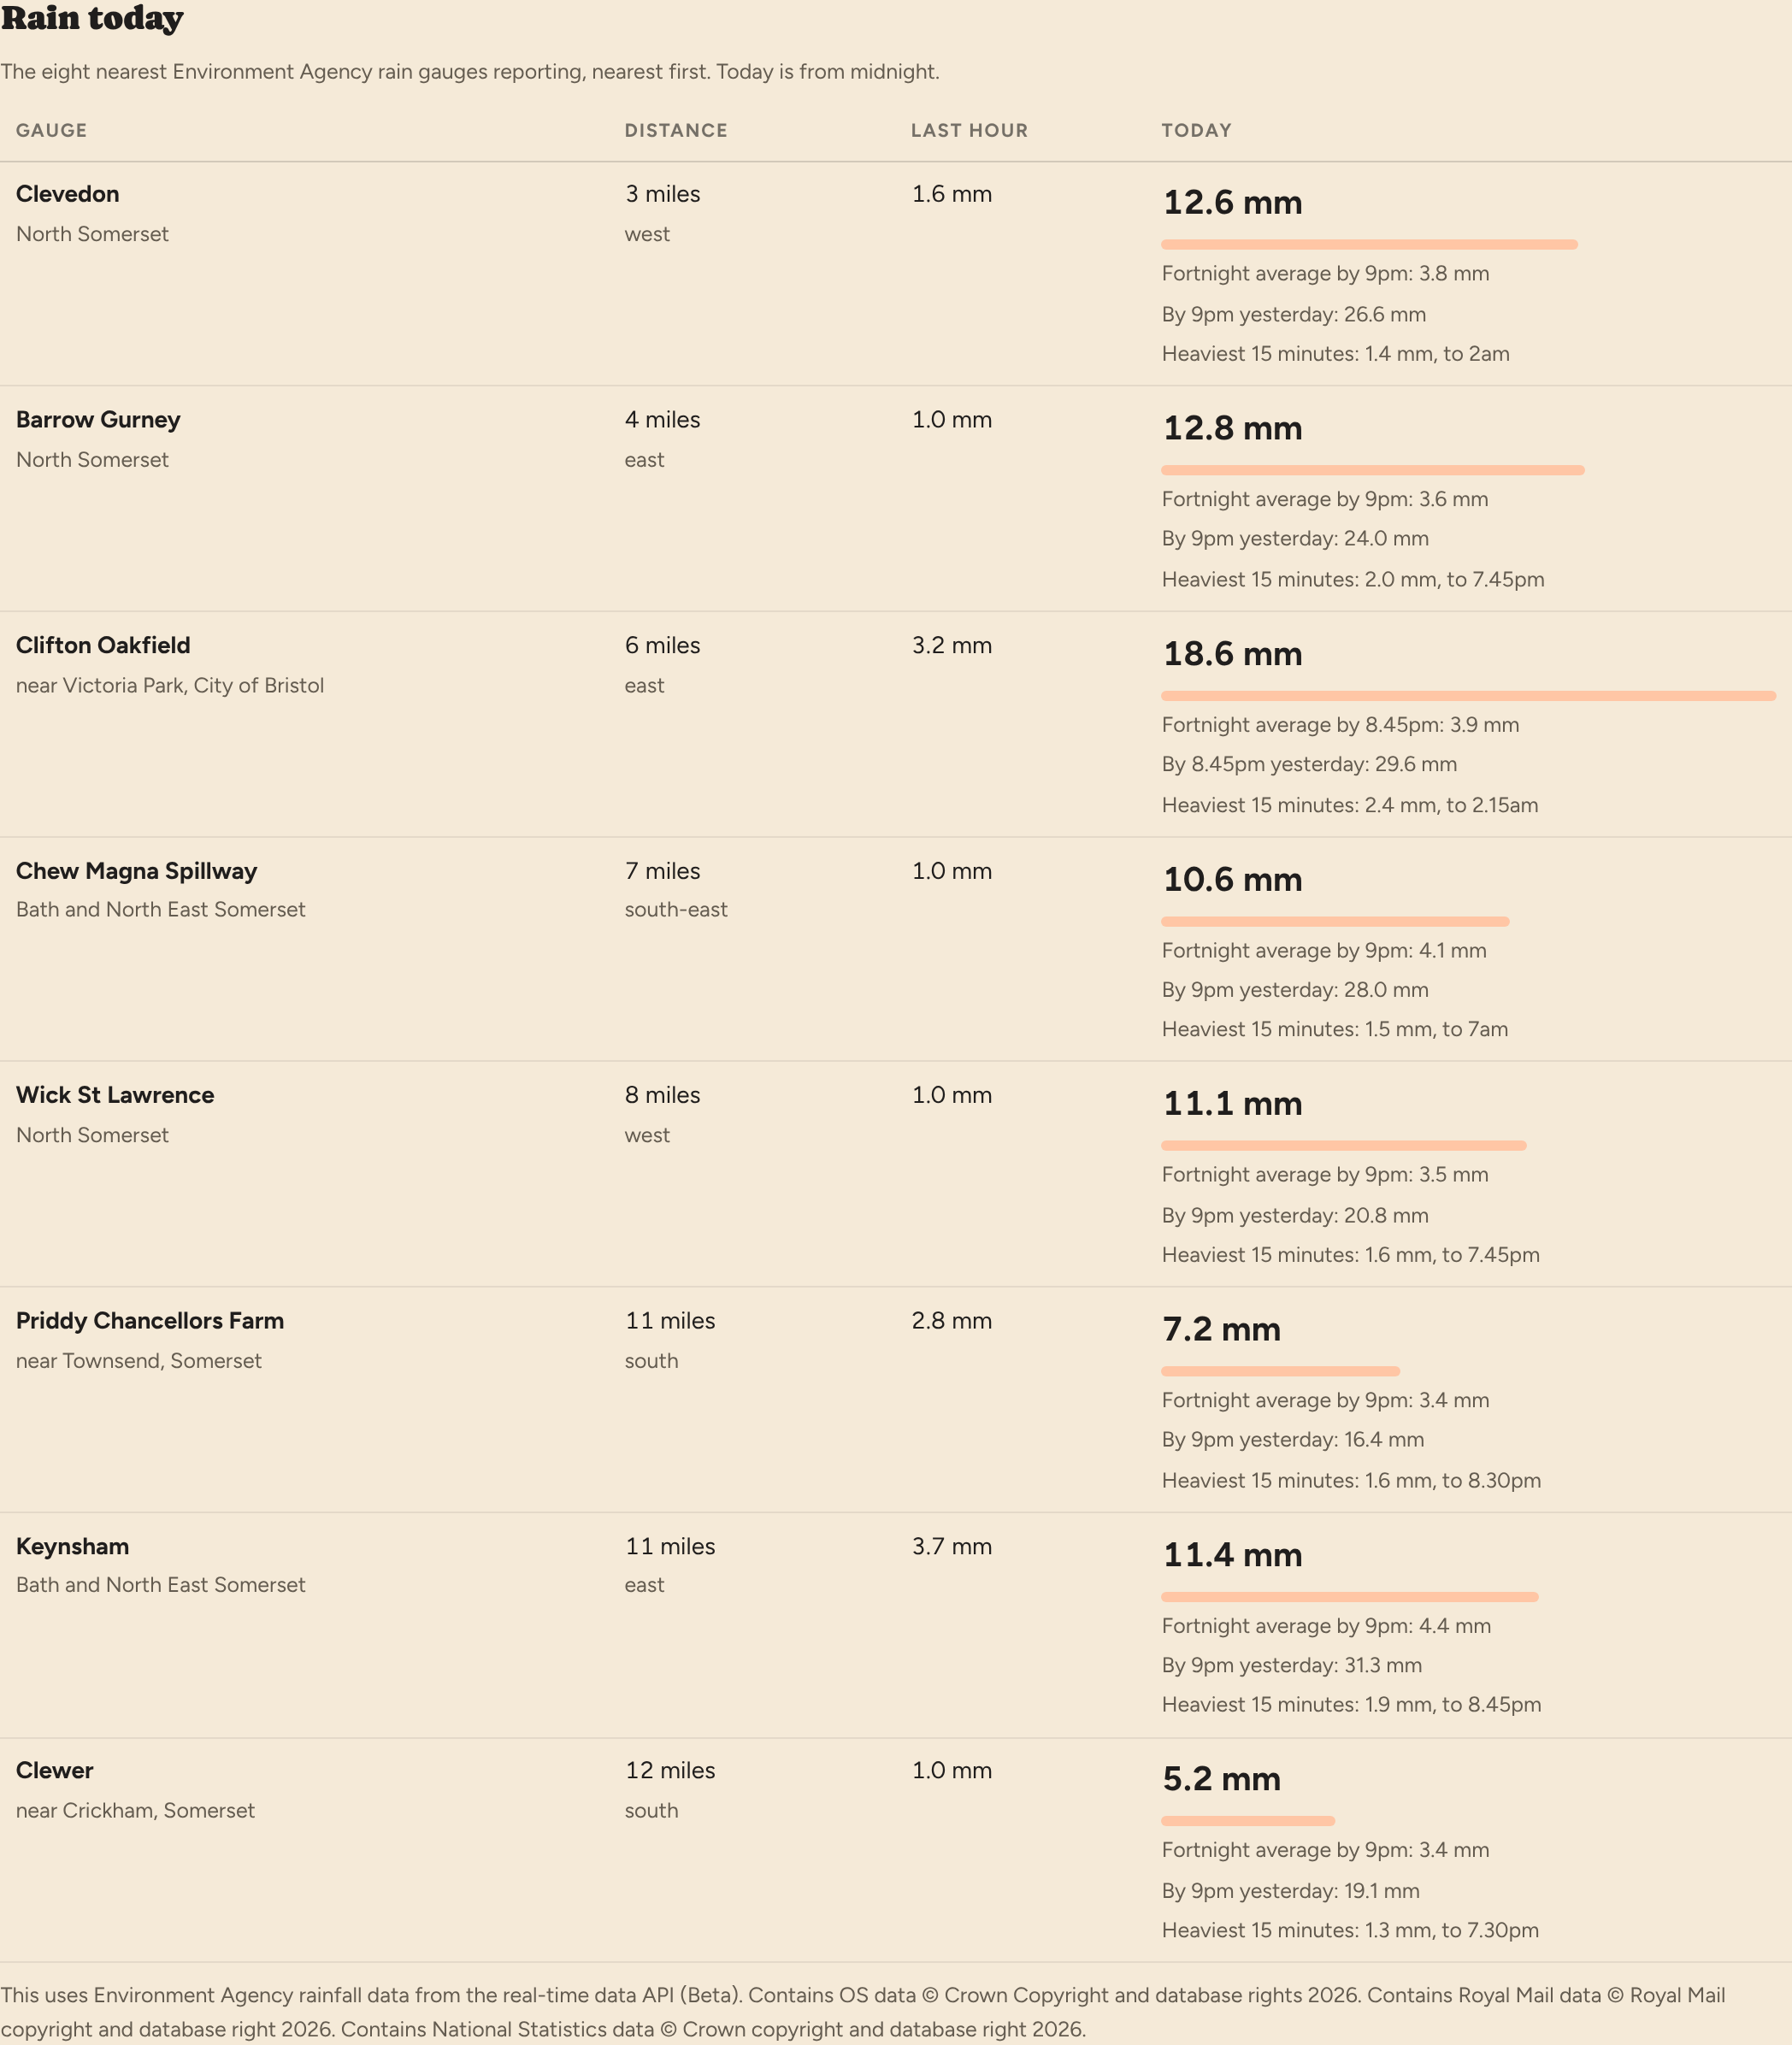 Rain today
The eight nearest Environment Agency rain gauges reporting, nearest first. Today is from midnight.
GAUGE DISTANCE LAST HOUR TODAY
Clevedon 3 miles 1.6 mm 12.6 mm
North Somerset west
Fortnight average by 9pm: 3.8 mm
By 9pm yesterday: 26.6 mm
Heaviest 15 minutes: 1.4 mm, to 2am
Barrow Gurney 4 miles 1.0 mm 12.8 mm
North Somerset east
Fortnight average by 9pm: 3.6 mm
By 9pm yesterday: 24.0 mm
Heaviest 15 minutes: 2.0 mm, to 7.45pm
Clifton Oakfield 6 miles 3.2 mm 18.6 mm
near Victoria Park, City of Bristol east
Fortnight average by 8.45pm: 3.9 mm
By 8.45pm yesterday: 29.6 mm
Heaviest 15 minutes: 2.4 mm, to 2.15am
Chew Magna Spillway 7 miles 1.0 mm 10.6 mm
Bath and North East Somerset south-east
Fortnight average by 9pm: 4.1 mm
By 9pm yesterday: 28.0 mm
Heaviest 15 minutes: 1.5 mm, to 7am
Wick St Lawrence 8 miles 1.0 mm 11.1 mm
North Somerset west
Fortnight average by 9pm: 3.5 mm
By 9pm yesterday: 20.8 mm
Heaviest 15 minutes: 1.6 mm, to 7.45pm
Priddy Chancellors Farm 11 miles 2.8 mm 7.2 mm
near Townsend, Somerset south
Fortnight average by 9pm: 3.4 mm
By 9pm yesterday: 16.4 mm
Heaviest 15 minutes: 1.6 mm, to 8.30pm
Keynsham 11 miles 3.7 mm 11.4 mm
Bath and North East Somerset east
Fortnight average by 9pm: 4.4 mm
By 9pm yesterday: 31.3 mm
Heaviest 15 minutes: 1.9 mm, to 8.45pm
Clewer 12 miles 1.0 mm 5.2 mm
near Crickham, Somerset south
Fortnight average by 9pm: 3.4 mm
By 9pm yesterday: 19.1 mm
Heaviest 15 minutes: 1.3 mm, to 7.30pm
This uses Environment Agency rainfall data from the real-time data API (Beta). Contains OS data © Crown Copyright and database rights 2026. Contains Royal Mail data © Royal Mail
copyright and database right 2026. Contains National Statistics data © Crown copyright and database right 2026.